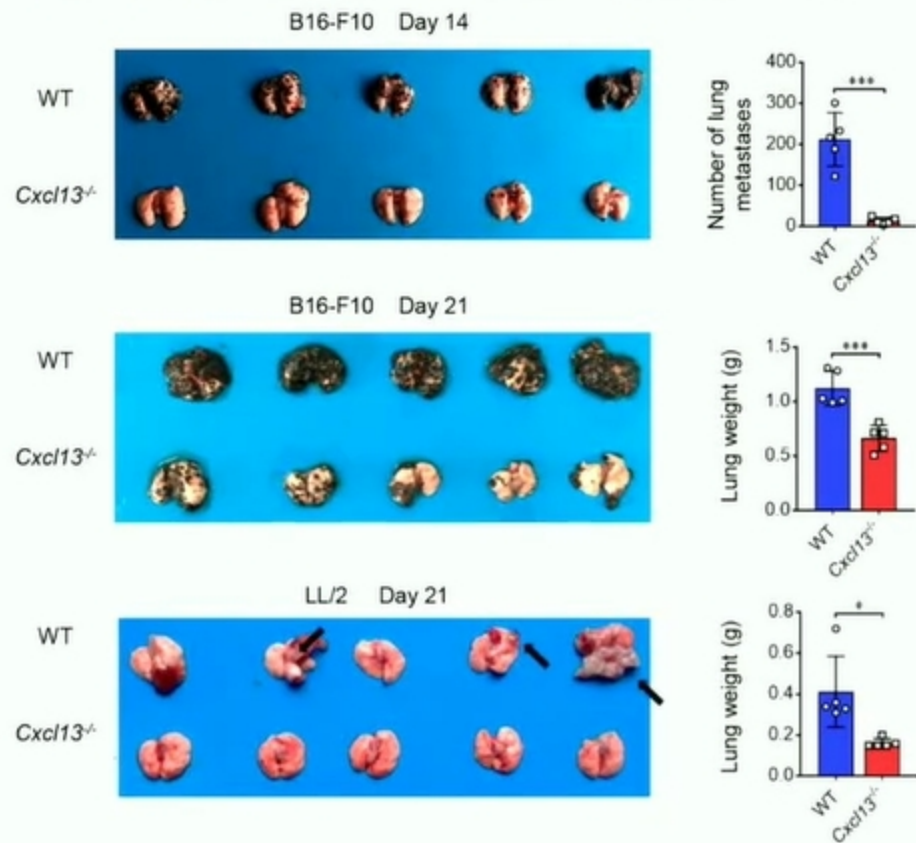 B16-F10 Day 14
WT
Cxcl13-/-
Number of lung
metastases
400
300
200
100
0
***
WT
Cxcl13-/-
B16-F10 Day 21
WT
Cxcl13-/-
Lung weight (g)
1.5
1.0
0.5
0.0
***
WT
Cxcl13-/-
LL/2 Day 21
WT
Cxcl13-/-
Lung weight (g)
0.8
0.6
0.4
0.2
0.0
*
WT
Cxcl13-/-